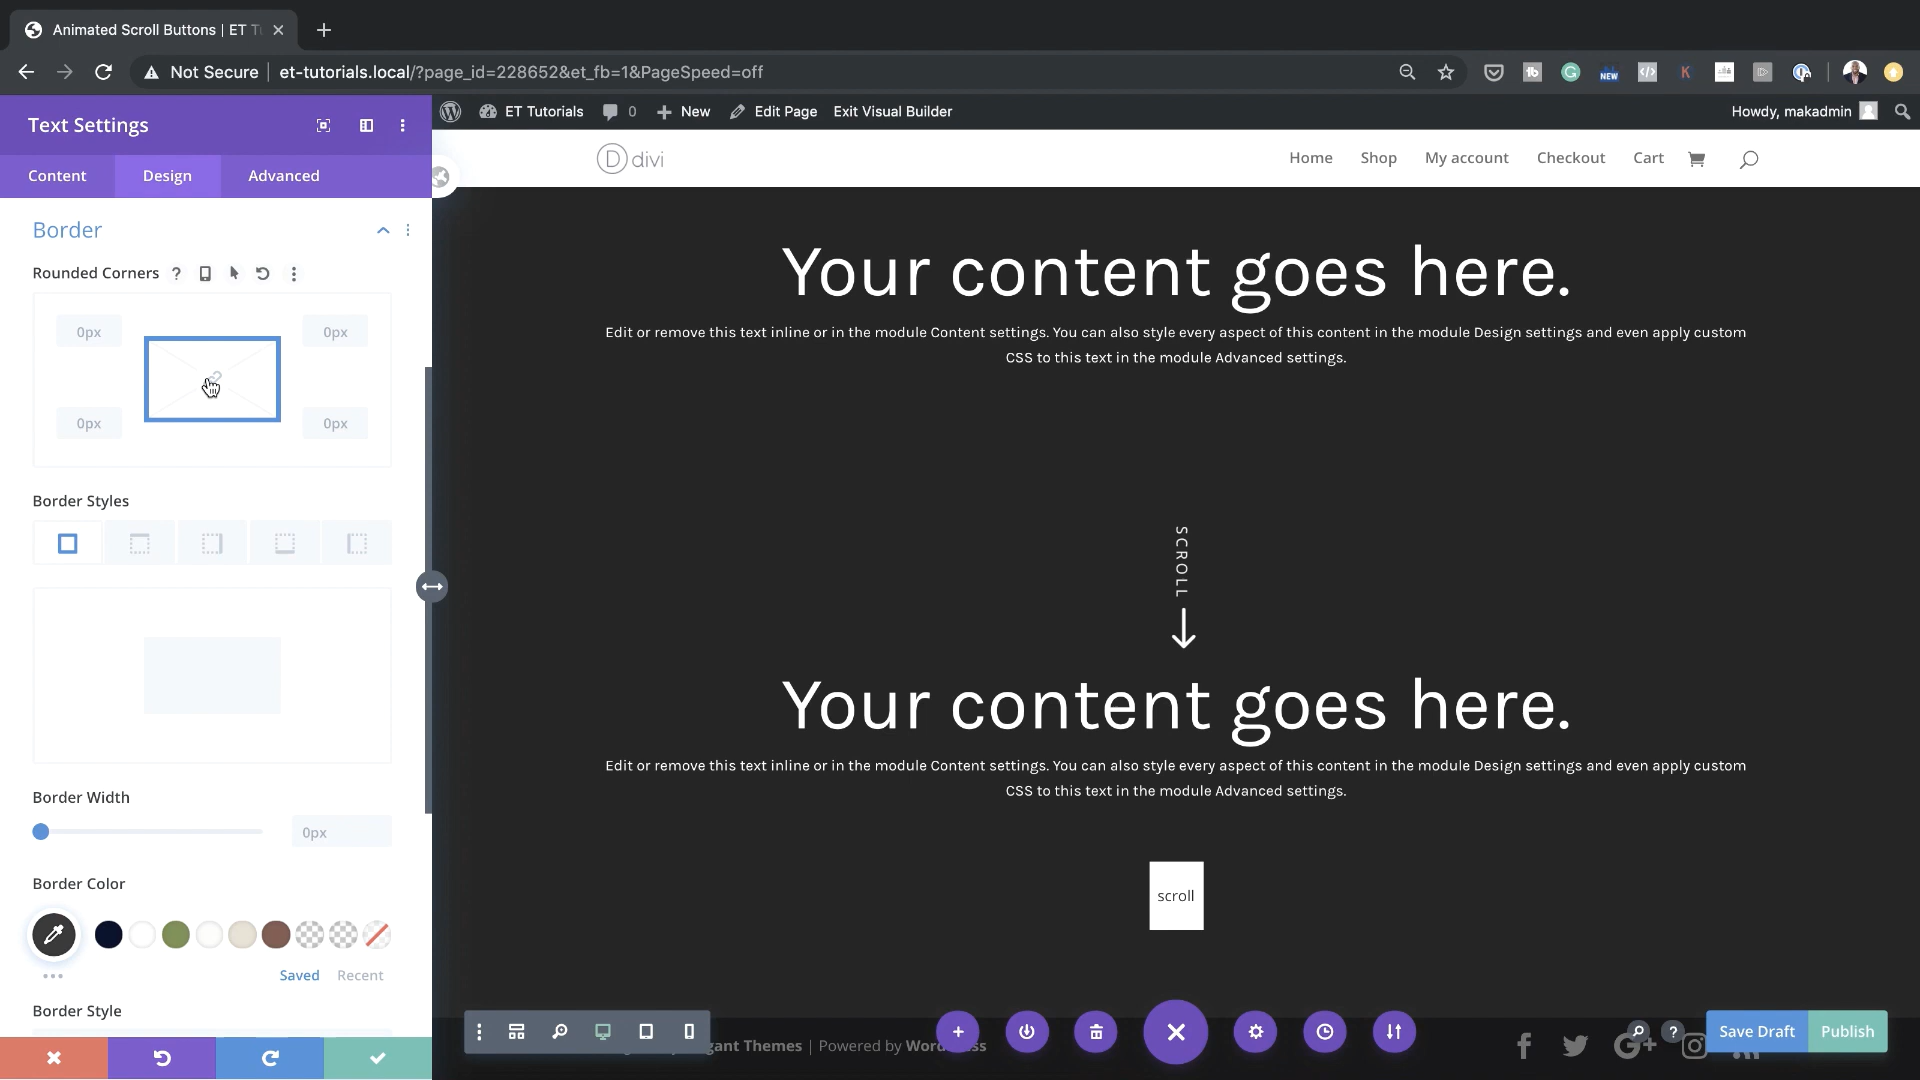 Animated Scroll Buttons | ET
Not Secure | et-tutorials.local/?page_id=228652&et_fb=1&PageSpeed=off
NEW
ET Tutorials 0 New Edit Page Exit Visual Builder Howdy, makadmin
Text Settings
Content Design Advanced
divi
Home Shop My account Checkout Cart
Border
Rounded Corners
0px 0px
0px 0px
Border Styles
Border Width
0px
Border Color
Saved Recent
Border Style
Your content goes here.
Edit or remove this text inline or in the module Content settings. You can also style every aspect of this content in the module Design settings and even apply custom
CSS to this text in the module Advanced settings.
SCROLL
Your content goes here.
Edit or remove this text inline or in the module Content settings. You can also style every aspect of this content in the module Design settings and even apply custom
CSS to this text in the module Advanced settings.
scroll
Themes | Powered by
Save Draft Publish